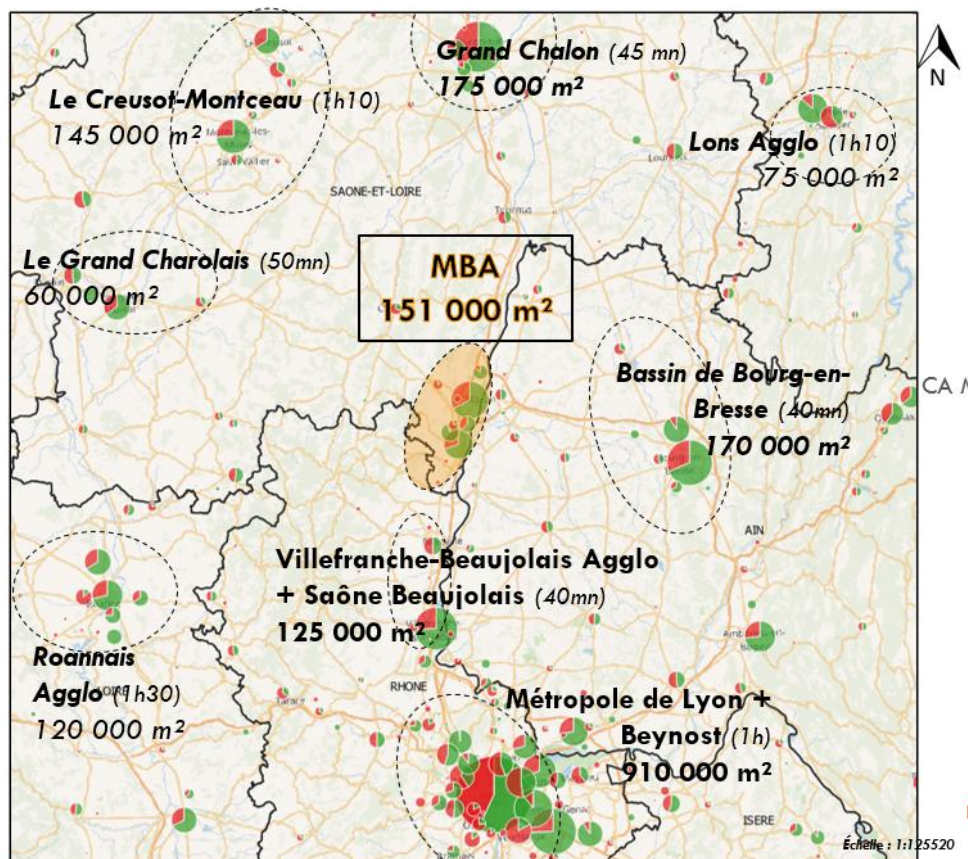 Grand Chalon (45 mn)
175 000 m²
N
Le Creusot-Montceau (1h10)
145 000 m²
Lons Agglo (1h10)
75 000 m²
SAONE-ET-LOIRE
Tournus
Le Grand Charolais (50mn)
60 000 m²
MBA
151 000 m²
Bassin de Bourg-en-
Bresse (40mn)
170 000 m²
CA M
AIN
Villefranche-Beaujolais Agglo
+ Saône Beaujolais (40mn)
125 000 m²
Roannais
Agglo (1h30)
120 000 m²
LOIRE
RHONE
Tarare
Métropole de Lyon +
Beynost (1h)
910 000 m²
ISERE
Échelle : 1:125520